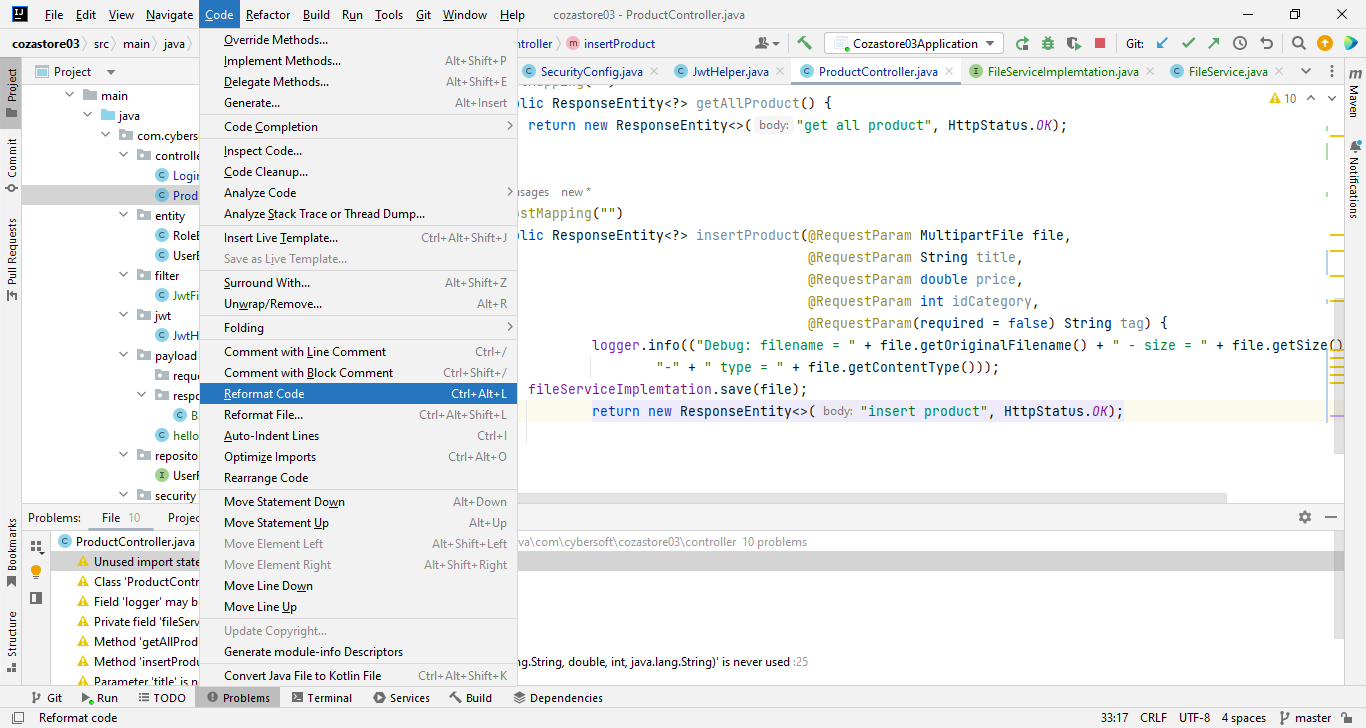 File Edit View Navigate Code Refactor Build Run Tools Git Window Help cozastore03 - ProductController.java
cozastore03 src main java ntroller m insertProduct Cozastore03Application Git:
Project
SecurityConfig.java JwtHelper.java ProductController.java FileServiceImplemtation.java FileService.java
main
java
com.cyberso
controlle
Login
Prod
entity
RoleE
UserE
filter
JwtFi
jwt
JwtH
payload
reque
respo
Ba
hello
reposito
UserR
security
Override Methods...
Implement Methods... Alt+Shift+P
Delegate Methods... Alt+Shift+E
Generate... Alt+Insert
Code Completion
Inspect Code...
Code Cleanup...
Analyze Code
Analyze Stack Trace or Thread Dump...
Insert Live Template... Ctrl+Alt+Shift+J
Save as Live Template...
Surround With... Alt+Shift+Z
Unwrap/Remove... Alt+R
Folding
Comment with Line Comment Ctrl+/
Comment with Block Comment Ctrl+Shift+/
Reformat Code Ctrl+Alt+L
Reformat File... Ctrl+Alt+Shift+L
Auto-Indent Lines Ctrl+I
Optimize Imports Ctrl+Alt+O
Rearrange Code
Move Statement Down Alt+Down
Move Statement Up Alt+Up
Move Element Left Alt+Shift+Left
Move Element Right Alt+Shift+Right
Move Line Down
Move Line Up
Update Copyright...
Generate module-info Descriptors
Convert Java File to Kotlin File Ctrl+Alt+Shift+K
10
blic ResponseEntity<?> getAllProduct() {
return new ResponseEntity<>( body: "get all product", HttpStatus.OK);
usages new *
ostMapping("")
blic ResponseEntity<?> insertProduct(@RequestParam MultipartFile file,
@RequestParam String title,
@RequestParam double price,
@RequestParam int idCategory,
@RequestParam(required = false) String tag) {
logger.info(("Debug: filename = " + file.getOriginalFilename() + " - size = " + file.getSize()
"-" + " type = " + file.getContentType()));
fileServiceImplemtation.save(file);
return new ResponseEntity<>( body: "insert product", HttpStatus.OK);
Project
Commit
Pull Requests
Bookmarks
Structure
Maven
Notifications
Problems: File 10 Projec
ProductController.java va\com\cybersoft\cozastore03\controller 10 problems
Unused import state
Class 'ProductContr
Field 'logger' may b
Private field 'fileServ
Method 'getAllProd
Method 'insertProdu ng.String, double, int, java.lang.String)' is never used :25
Parameter 'title' is n
Git Run TODO Problems Terminal Services Build Dependencies
Reformat code 33:17 CRLF UTF-8 4 spaces master